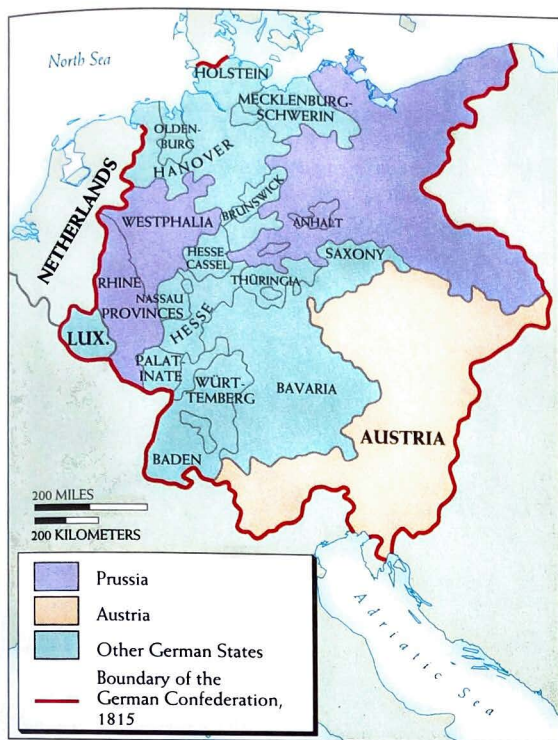 North Sea
HOLSTEIN
MECKLENBURG-
SCHWERIN
OLDEN-
BURG
HANOVER
NETHERLANDS
BRUNSWICK
WESTPHALIA
ANHALT
HESSE-
CASSEL
SAXONY
THÜRINGIA
RHINE
PROVINCES
NASSAU
HESSE
LUX.
PALAT-
INATE
WÜRT-
TEMBERG
BAVARIA
AUSTRIA
BADEN
200 MILES
200 KILOMETERS
Prussia
Austria
Other German States
Boundary of the
German Confederation,
1815
Adriatic Sea